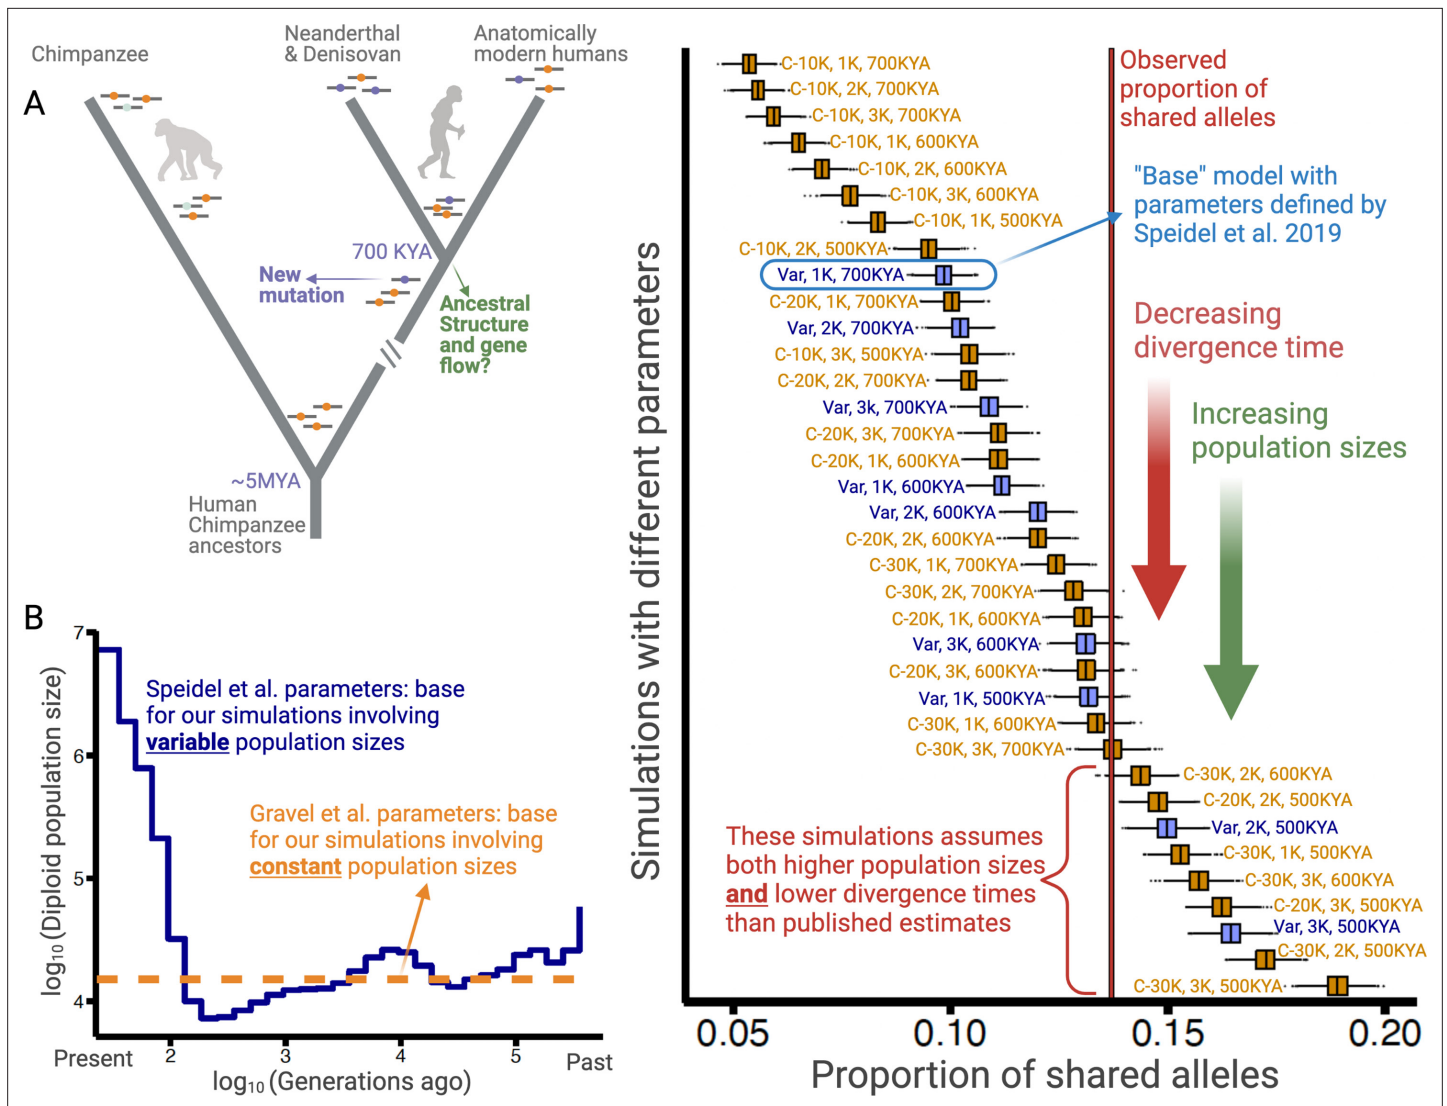 A
Chimpanzee
Neanderthal
& Denisovan
Anatomically
modern humans
700 KYA
New
mutation
Ancestral
Structure
and gene
flow?
~5MYA
Human
Chimpanzee
ancestors
B
7
6
5
4
log10 (Diploid population size)
Speidel et al. parameters: base
for our simulations involving
variable population sizes
Gravel et al. parameters: base
for our simulations involving
constant population sizes
Present
2
3
4
5
Past
log10 (Generations ago)
Simulations with different parameters
C-10K, 1K, 700KYA
C-10K, 2K, 700KYA
C-10K, 3K, 700KYA
C-10K, 1K, 600KYA
C-10K, 2K, 600KYA
C-10K, 3K, 600KYA
C-10K, 1K, 500KYA
C-10K, 2K, 500KYA
Var, 1K, 700KYA
C-20K, 1K, 700KYA
Var, 2K, 700KYA
C-10K, 3K, 500KYA
C-20K, 2K, 700KYA
Var, 3k, 700KYA
C-20K, 3K, 700KYA
C-20K, 1K, 600KYA
Var, 1K, 600KYA
Var, 2K, 600KYA
C-20K, 2K, 600KYA
C-30K, 1K, 700KYA
C-30K, 2K, 700KYA
C-20K, 1K, 600KYA
Var, 3K, 600KYA
C-20K, 3K, 600KYA
Var, 1K, 500KYA
C-30K, 1K, 600KYA
C-30K, 3K, 700KYA
C-30K, 2K, 600KYA
C-20K, 2K, 500KYA
Var, 2K, 500KYA
C-30K, 1K, 500KYA
C-30K, 3K, 600KYA
C-20K, 3K, 500KYA
Var, 3K, 500KYA
C-30K, 2K, 500KYA
C-30K, 3K, 500KYA
Observed
proportion of
shared alleles
"Base" model with
parameters defined by
Speidel et al. 2019
Decreasing
divergence time
Increasing
population sizes
These simulations assumes
both higher population sizes
and lower divergence times
than published estimates
0.05
0.10
0.15
0.20
Proportion of shared alleles